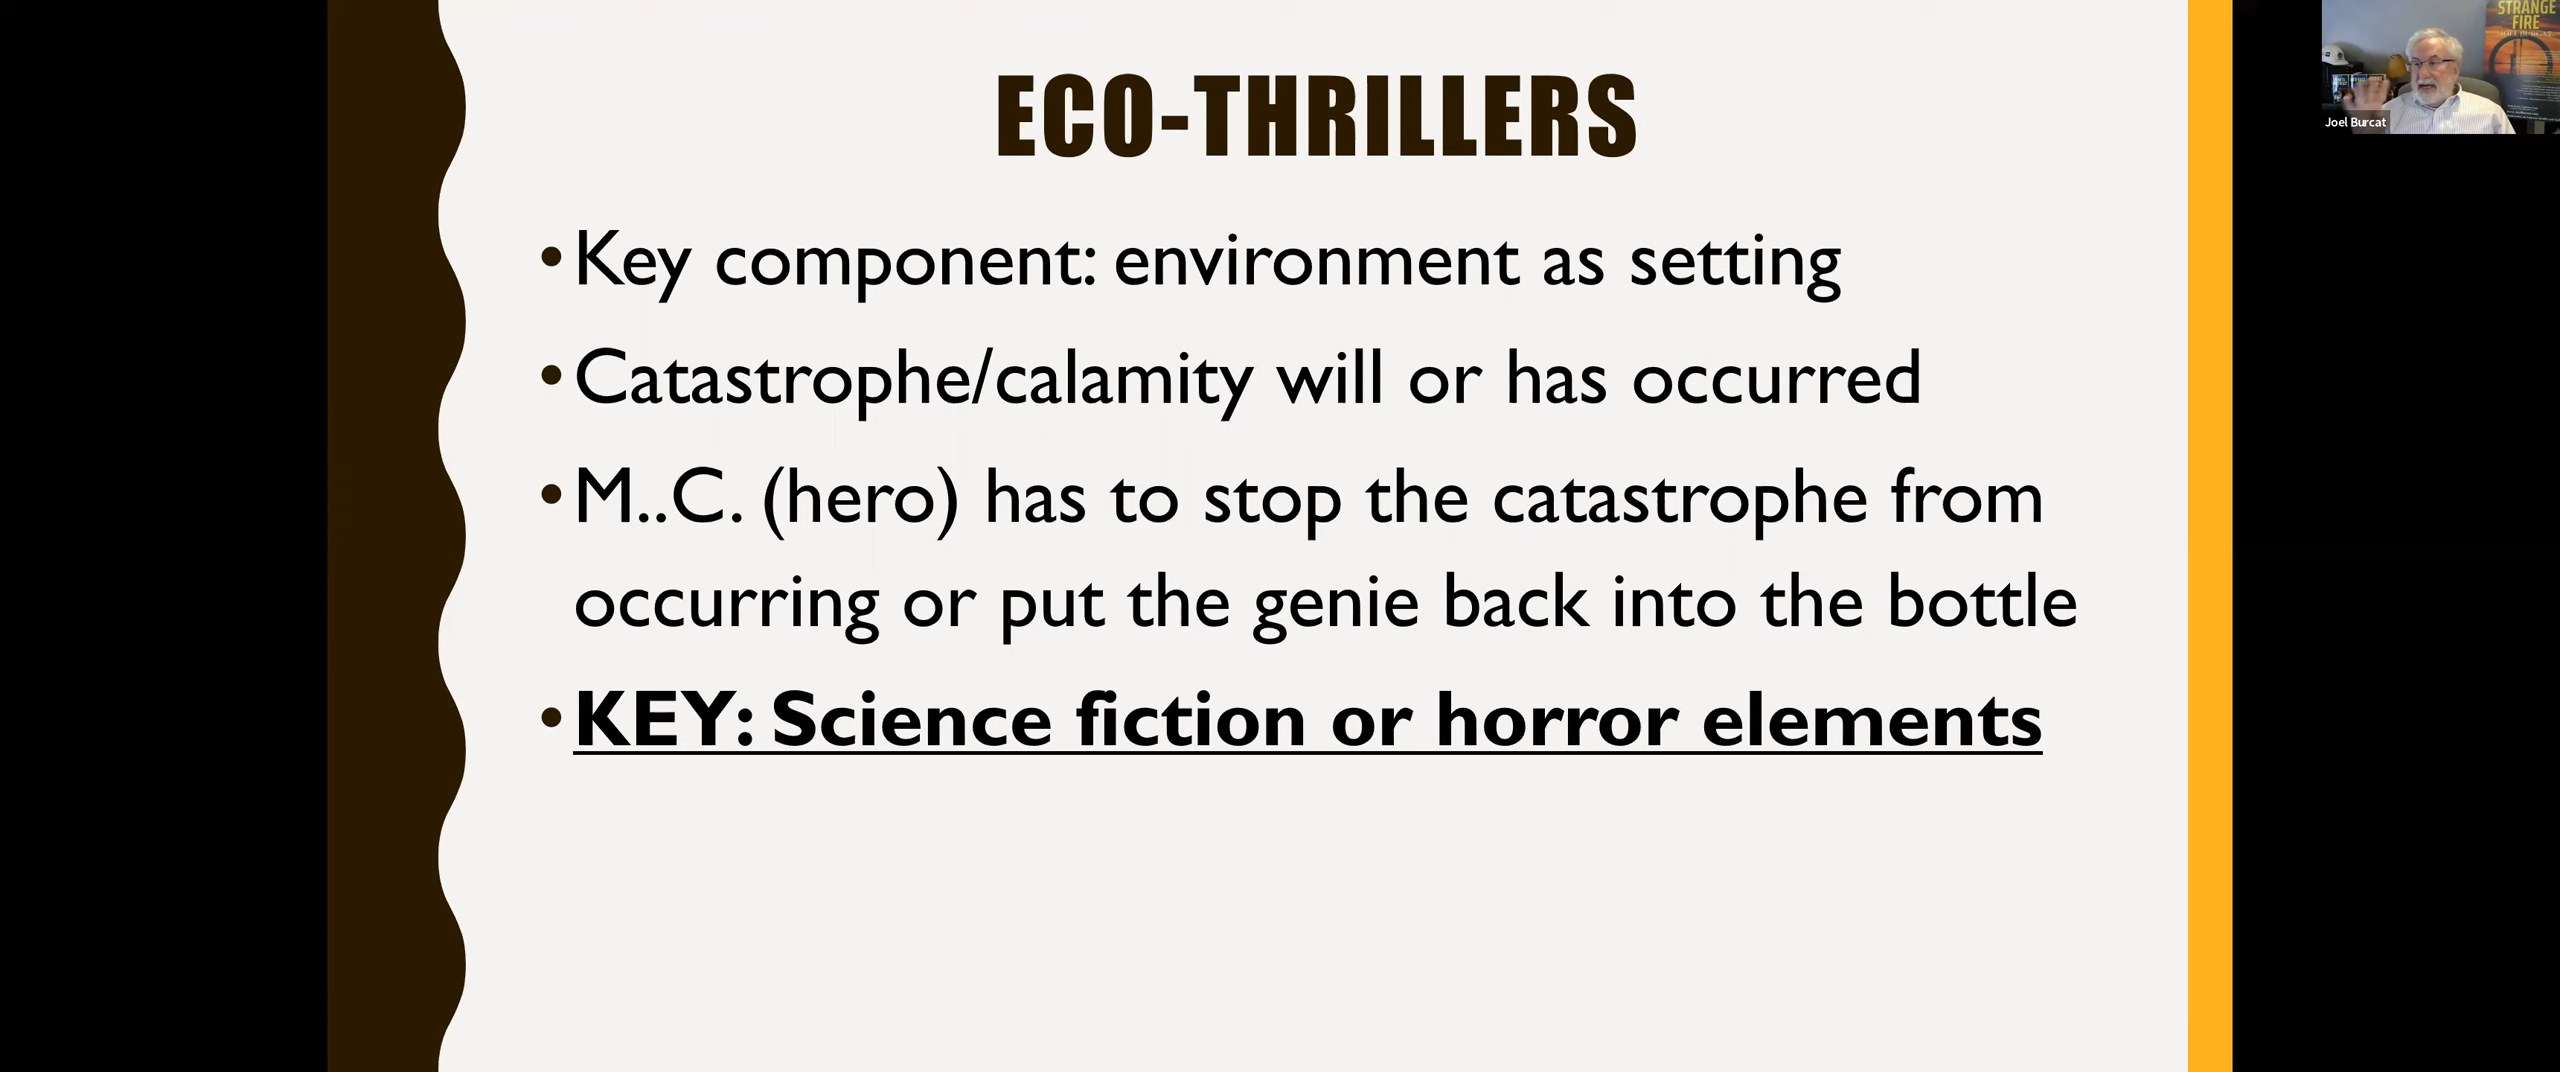 ECO-THRILLERS
• Key component: environment as setting
• Catastrophe/calamity will or has occurred
• M..C. (hero) has to stop the catastrophe from
occurring or put the genie back into the bottle
• KEY: Science fiction or horror elements
STRANGE
FIRE
JOEL BURCAT
Joel Burcat